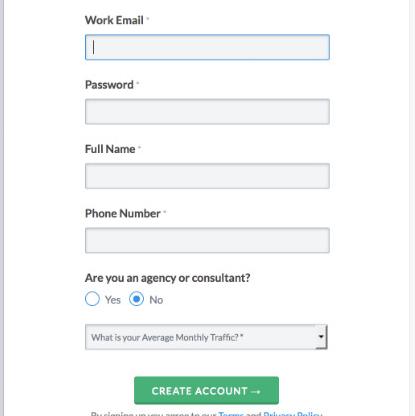 Work Email *
Password *
Full Name *
Phone Number *
Are you an agency or consultant?
Yes No
What is your Average Monthly Traffic? *
CREATE ACCOUNT →
By signing up you agree to our Terms and Privacy Policy